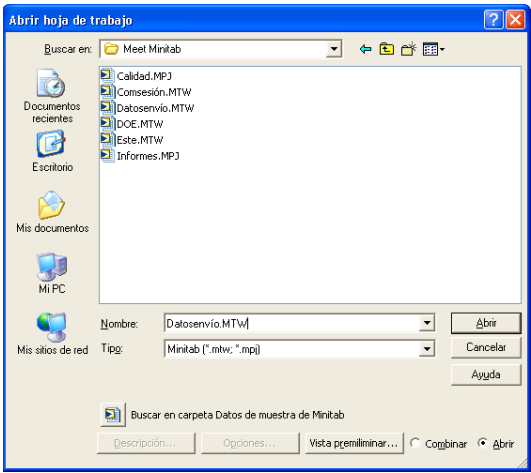 Abrir hoja de trabajo
Buscar en: Meet Minitab
Documentos
recientes
Escritorio
Mis documentos
Mi PC
Mis sitios de red
Calidad.MPJ
Comsesión.MTW
Datosenvío.MTW
DOE.MTW
Este.MTW
Informes.MPJ
Nombre: Datosenvío.MTW
Tipo: Minitab (*.mtw; *.mpj)
Abrir
Cancelar
Ayuda
Buscar en carpeta Datos de muestra de Minitab
Descripción... Opciones... Vista premiliminar... Combinar Abrir